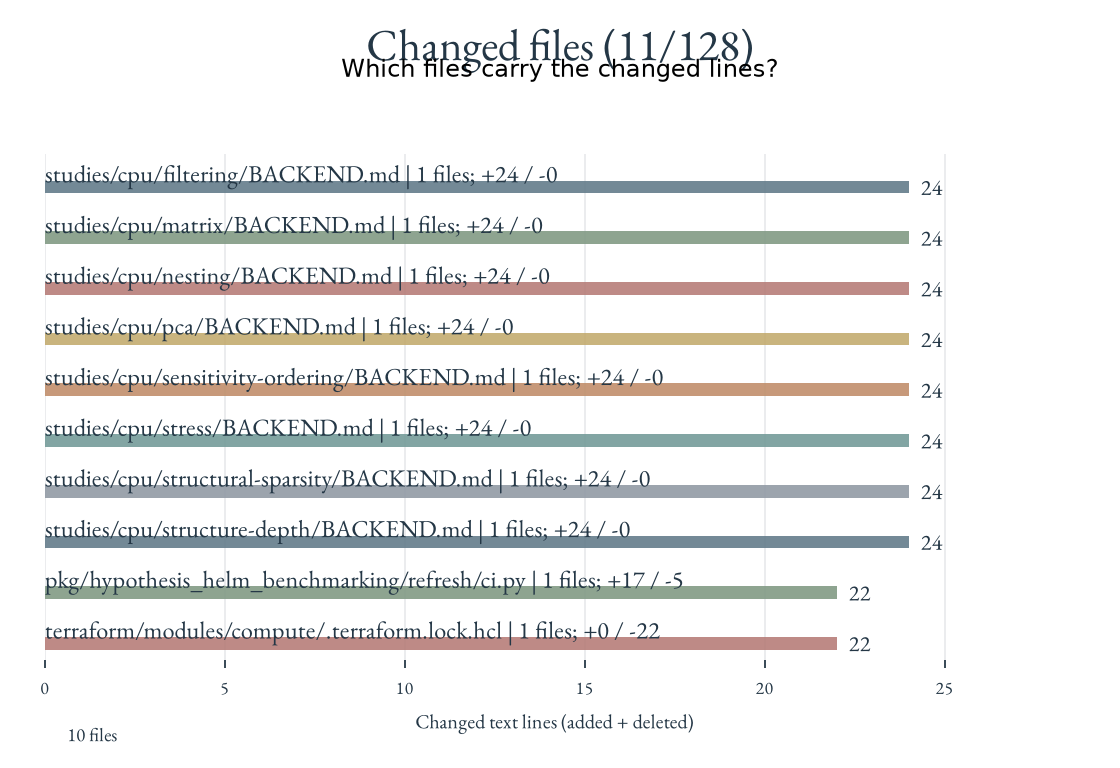 Changed files (11/128)
Which files carry the changed lines?
studies/cpu/filtering/BACKEND.md | 1 files; +24 / -0
24
studies/cpu/matrix/BACKEND.md | 1 files; +24 / -0
24
studies/cpu/nesting/BACKEND.md | 1 files; +24 / -0
24
studies/cpu/pca/BACKEND.md | 1 files; +24 / -0
24
studies/cpu/sensitivity-ordering/BACKEND.md | 1 files; +24 / -0
24
studies/cpu/stress/BACKEND.md | 1 files; +24 / -0
24
studies/cpu/structural-sparsity/BACKEND.md | 1 files; +24 / -0
24
studies/cpu/structure-depth/BACKEND.md | 1 files; +24 / -0
24
pkg/hypothesis_helm_benchmarking/refresh/ci.py | 1 files; +17 / -5
22
terraform/modules/compute/.terraform.lock.hcl | 1 files; +0 / -22
22
0 5 10 15 20 25
Changed text lines (added + deleted)
10 files